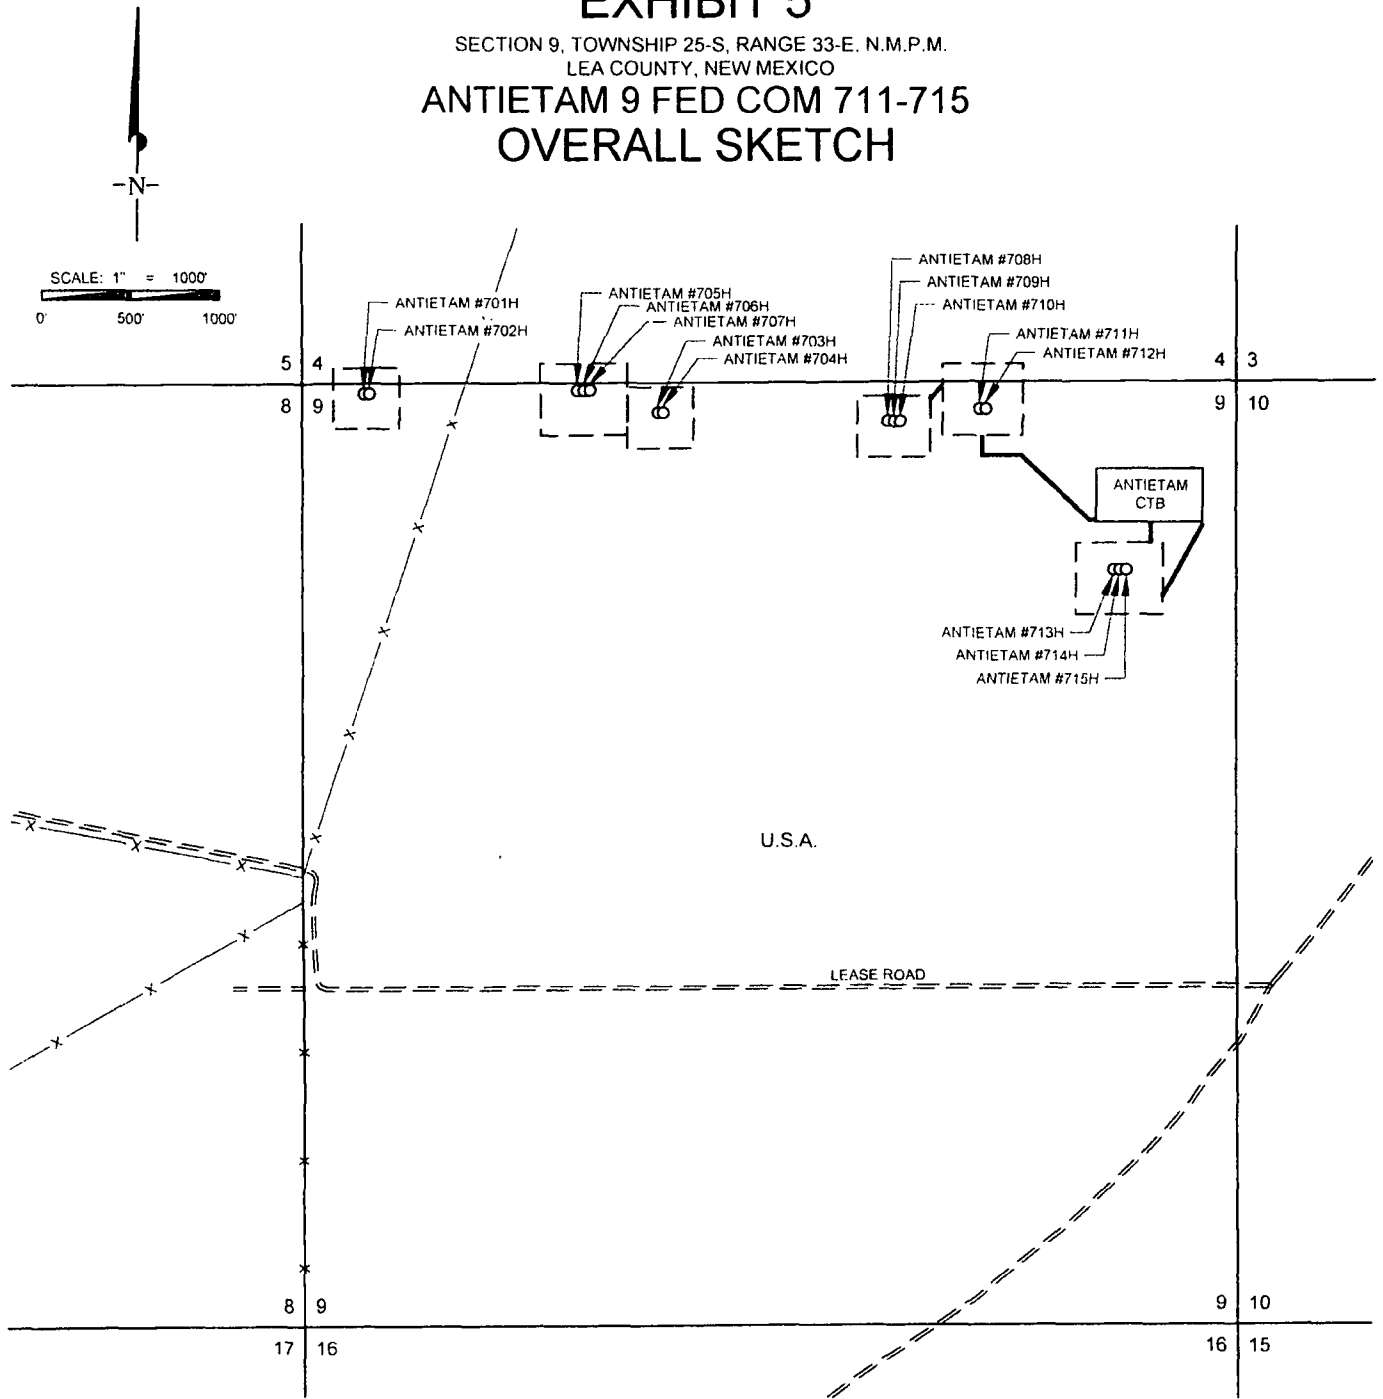 EXHIBIT 5
SECTION 9, TOWNSHIP 25-S, RANGE 33-E, N.M.P.M.
LEA COUNTY, NEW MEXICO
ANTIETAM 9 FED COM 711-715
OVERALL SKETCH
-N-
SCALE: 1" = 1000'
0' 500' 1000'
ANTIETAM #701H
ANTIETAM #702H
ANTIETAM #705H
ANTIETAM #706H
ANTIETAM #707H
ANTIETAM #703H
ANTIETAM #704H
ANTIETAM #708H
ANTIETAM #709H
ANTIETAM #710H
ANTIETAM #711H
ANTIETAM #712H
5 4
8 9
4 3
9 10
ANTIETAM
CTB
ANTIETAM #713H
ANTIETAM #714H
ANTIETAM #715H
U.S.A.
LEASE ROAD
8 9
17 16
9 10
16 15